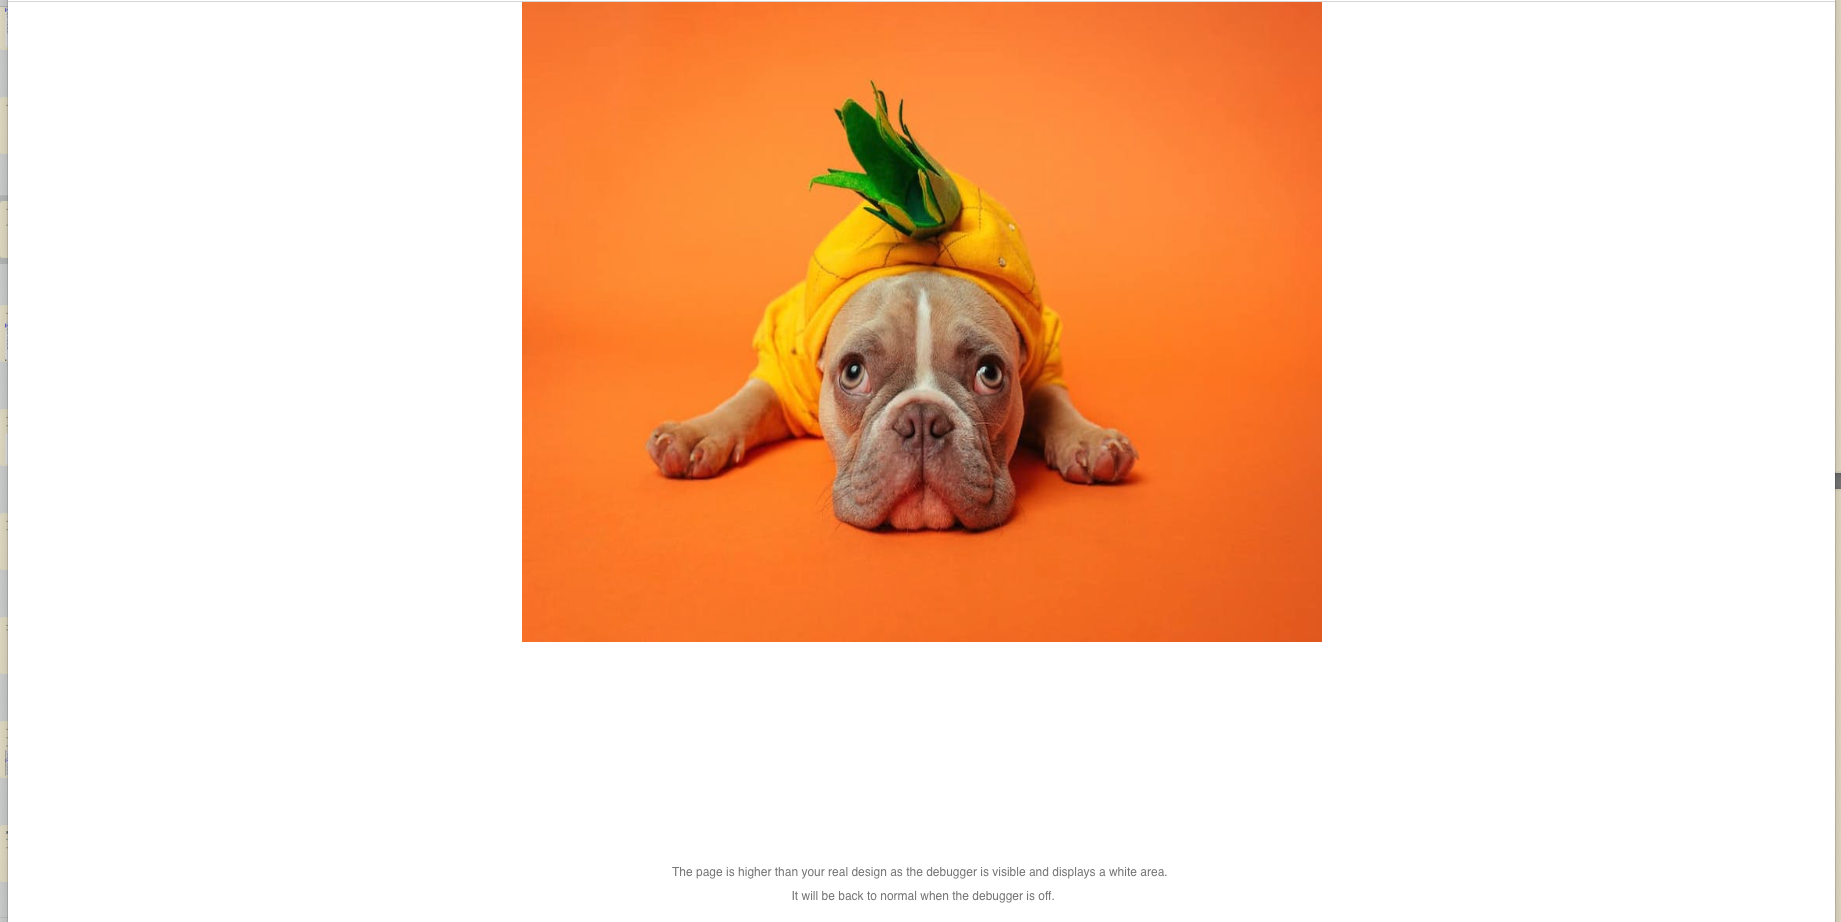 The page is higher than your real design as the debugger is visible and displays a white area.
It will be back to normal when the debugger is off.